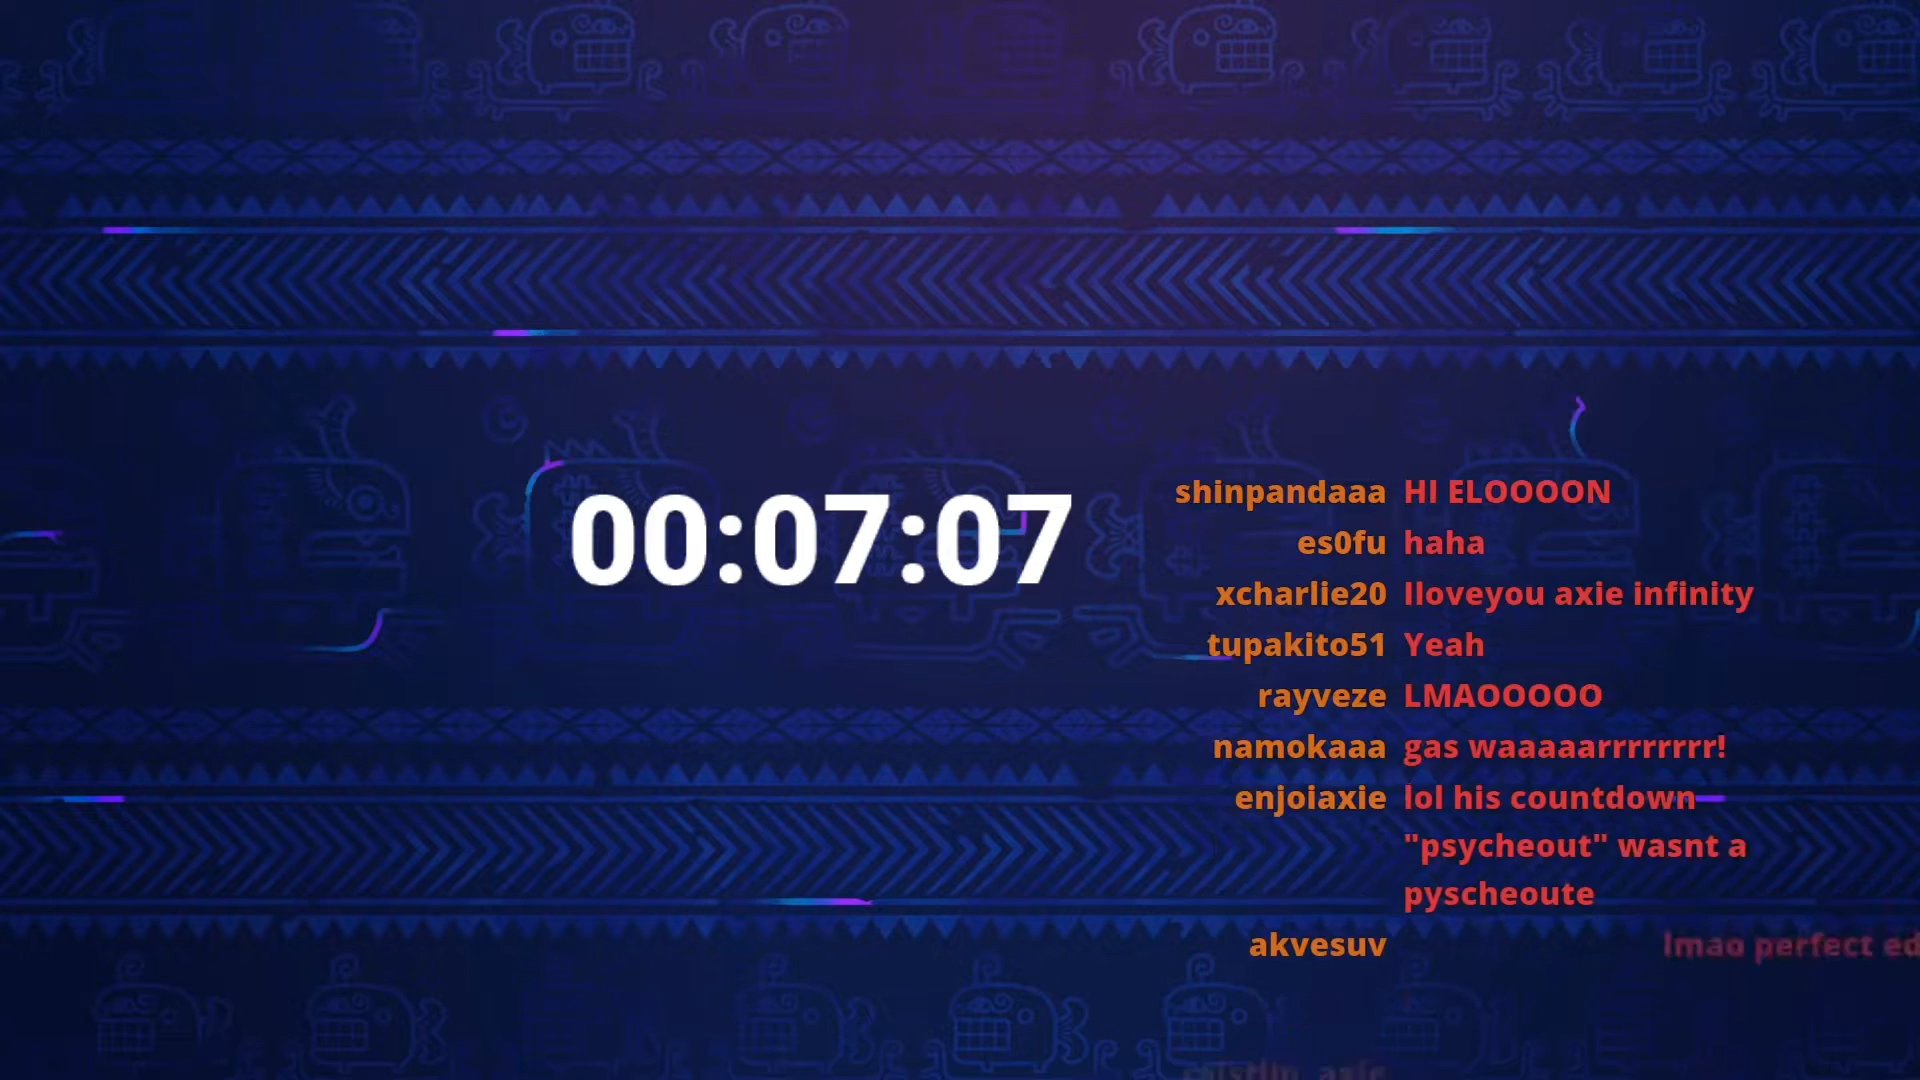 00:07:07
shinpandaaa HI ELOOOON
es0fu haha
xcharlie20 Iloveyou axie infinity
tupakito51 Yeah
rayveze LMAOOOOO
namokaaa gas waaaaarrrrrrrr!
enjoiaxie lol his countdown
"psycheout" wasnt a
pyscheoute
akvesuv lmao perfect ed